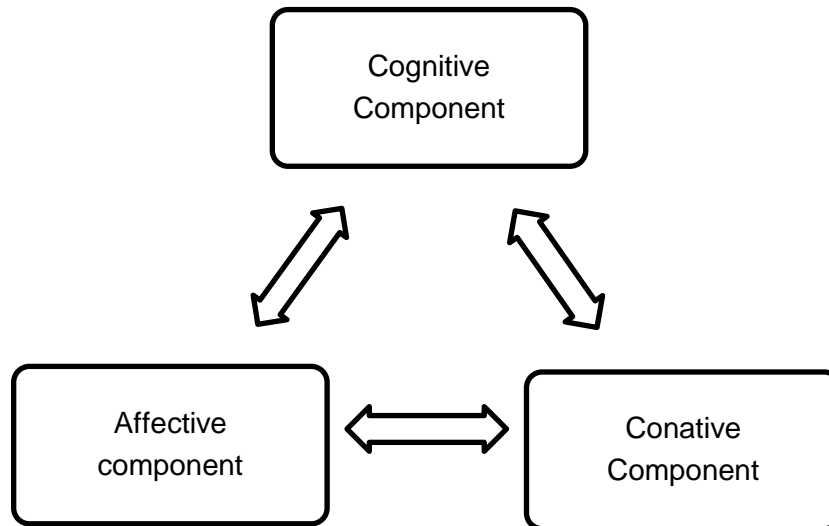 Cognitive
Component
Affective
component
Conative
Component